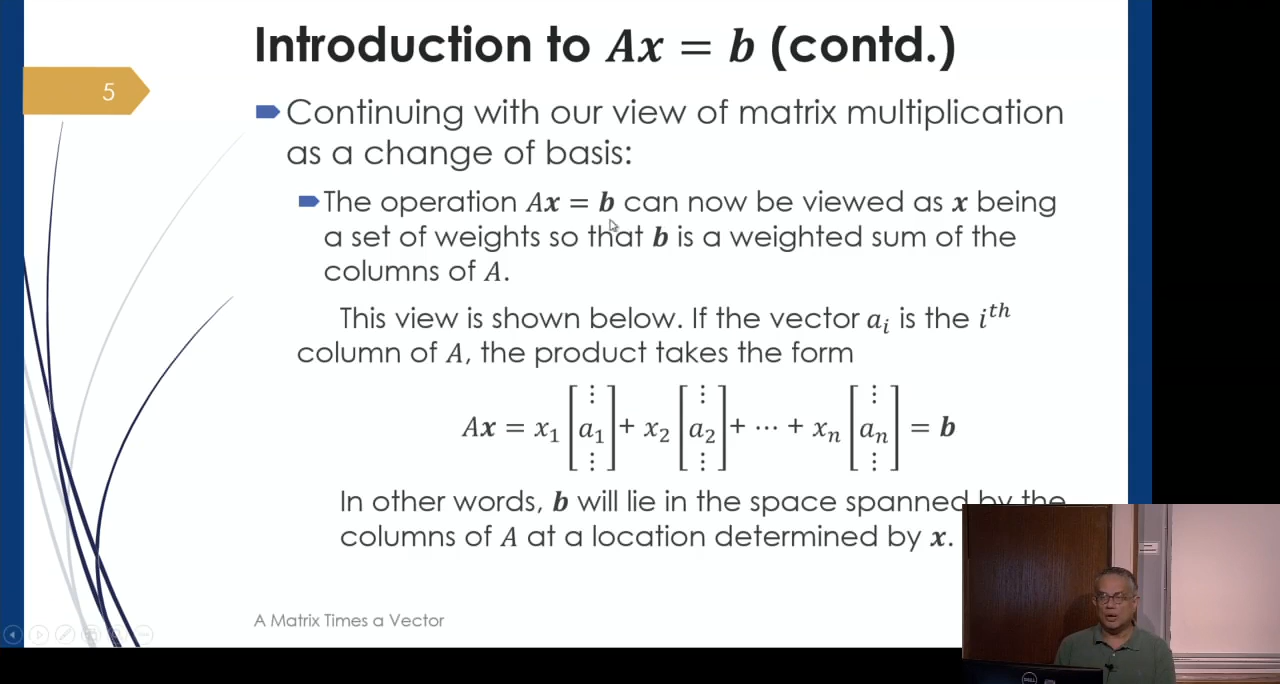 Introduction to Ax = b (contd.)
5
Continuing with our view of matrix multiplication
as a change of basis:
The operation Ax = b can now be viewed as x being
a set of weights so that b is a weighted sum of the
columns of A.
This view is shown below. If the vector aᵢ is the iᵗʰ
column of A, the product takes the form
Ax = x₁ [⋮ a₁ ⋮] + x₂ [⋮ a₂ ⋮] + ⋯ + xₙ [⋮ aₙ ⋮] = b
In other words, b will lie in the space spanned by the
columns of A at a location determined by x.
A Matrix Times a Vector
DELL